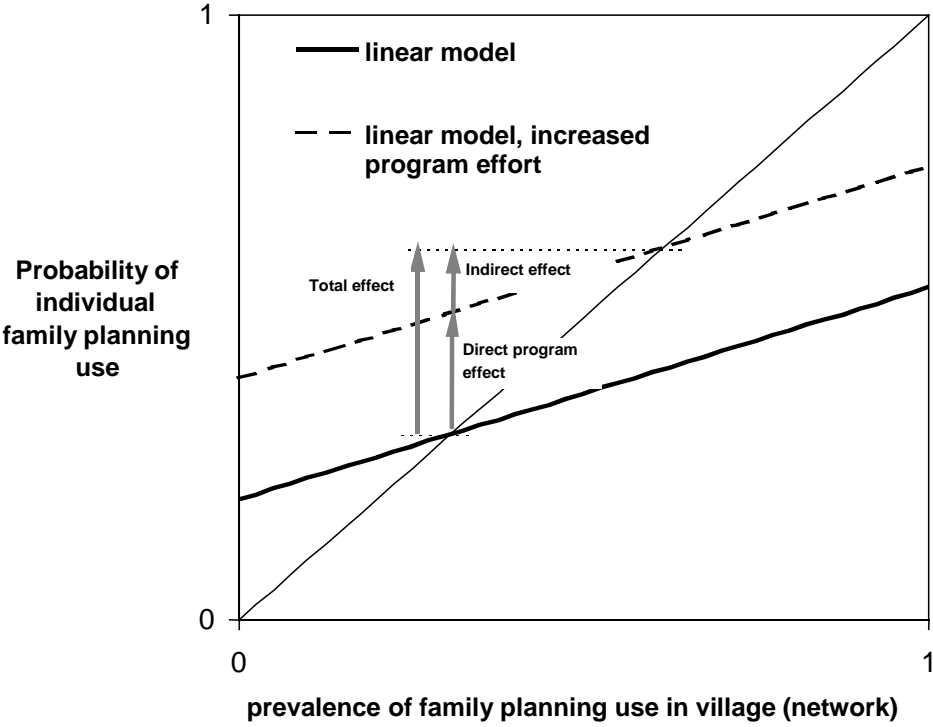 1
linear model
linear model, increased
program effort
Probability of
individual
family planning
use
Total effect
Indirect effect
Direct program
effect
0
0
1
prevalence of family planning use in village (network)